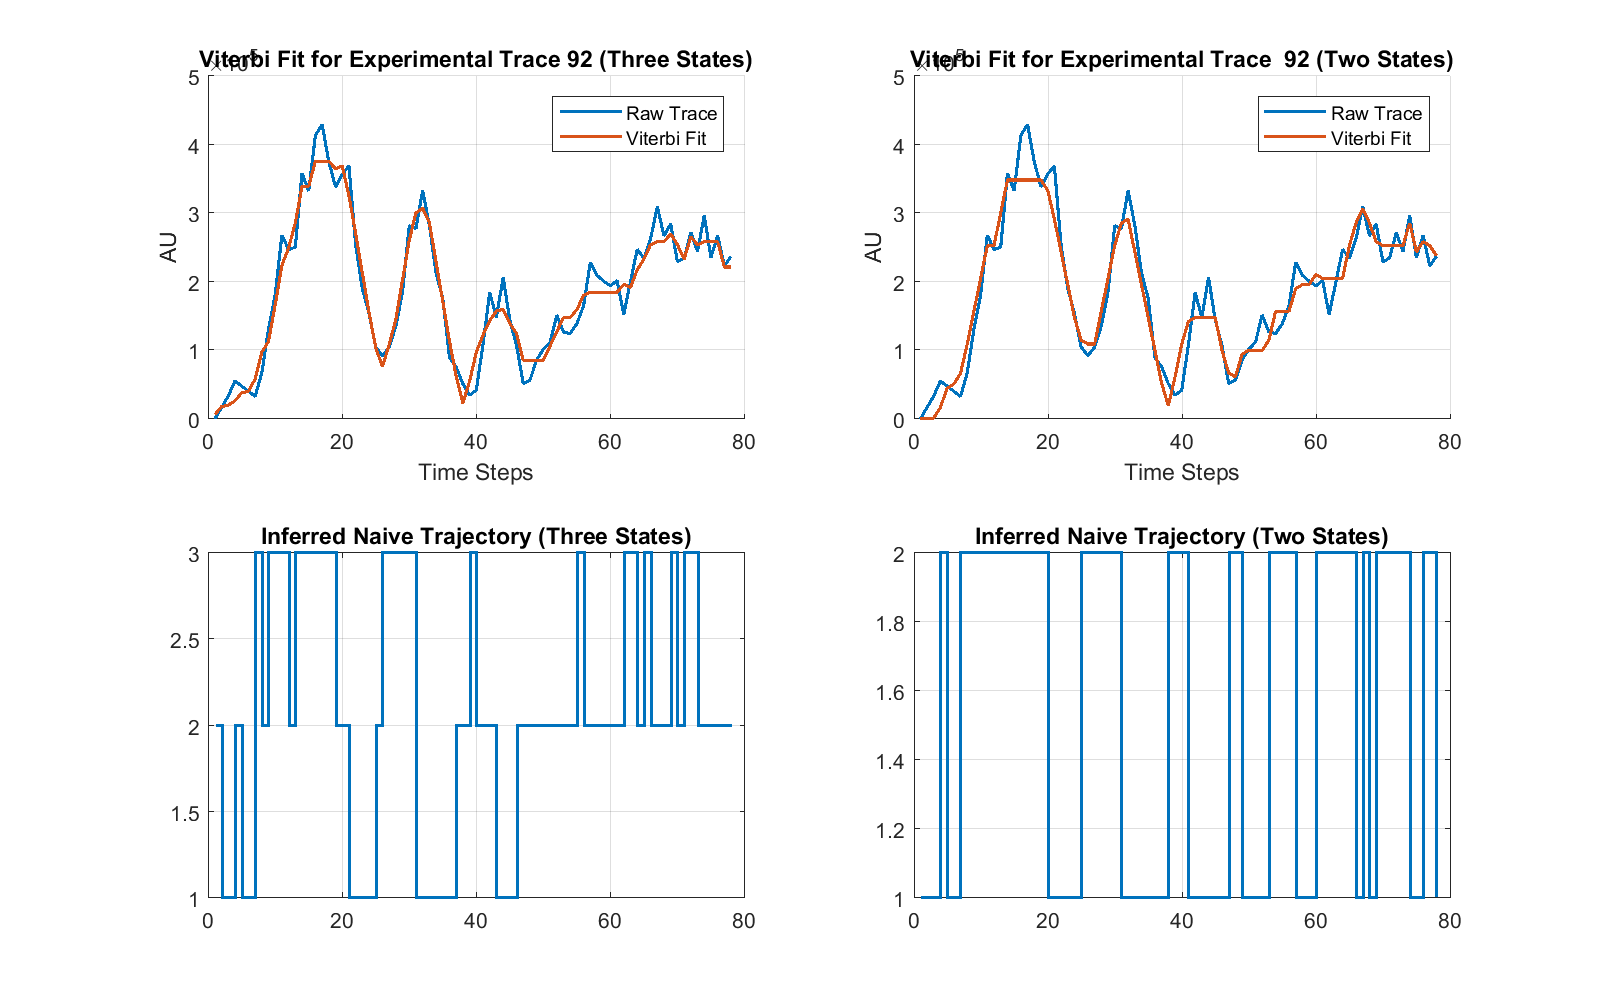 Viterbi Fit for Experimental Trace 92 (Three States)
×10^5
5
4
3
2
1
0
AU
Raw Trace
Viterbi Fit
0 20 40 60 80
Time Steps
Viterbi Fit for Experimental Trace  92 (Two States)
×10^5
5
4
3
2
1
0
AU
Raw Trace
Viterbi Fit
0 20 40 60 80
Time Steps
Inferred Naive Trajectory (Three States)
3
2.5
2
1.5
1
0 20 40 60 80
Inferred Naive Trajectory (Two States)
2
1.8
1.6
1.4
1.2
1
0 20 40 60 80